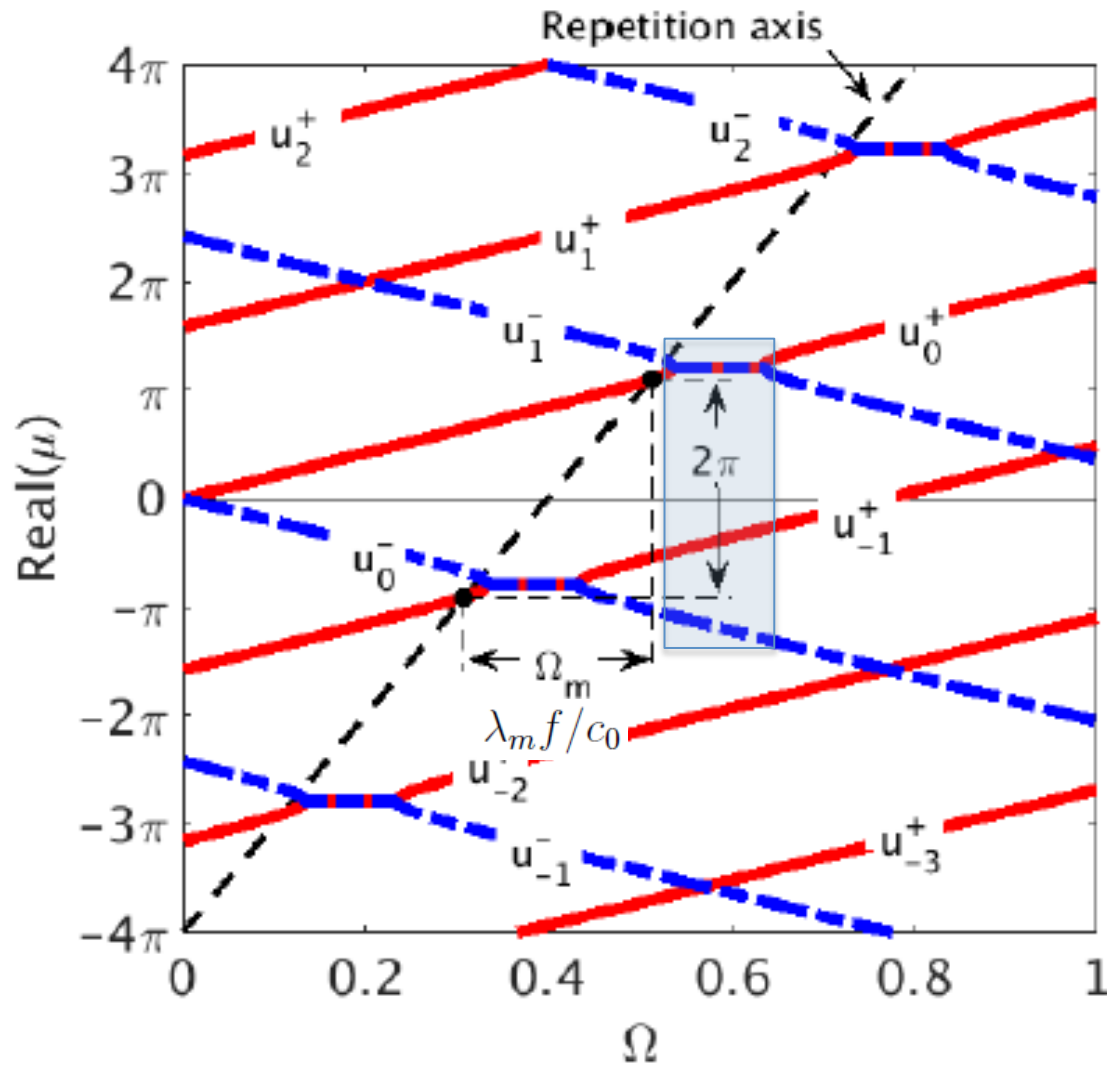 Repetition axis
4π
3π
2π
π
0
-π
-2π
-3π
-4π
Real(μ)
u₂⁺
u₂⁻
u₁⁺
u₁⁻
u₀⁺
2π
u₋₁⁺
u₀⁻
Ωₘ
λₘf/c₀
u₋₂⁺
u₋₁⁻
u₋₃⁺
0 0.2 0.4 0.6 0.8 1
Ω